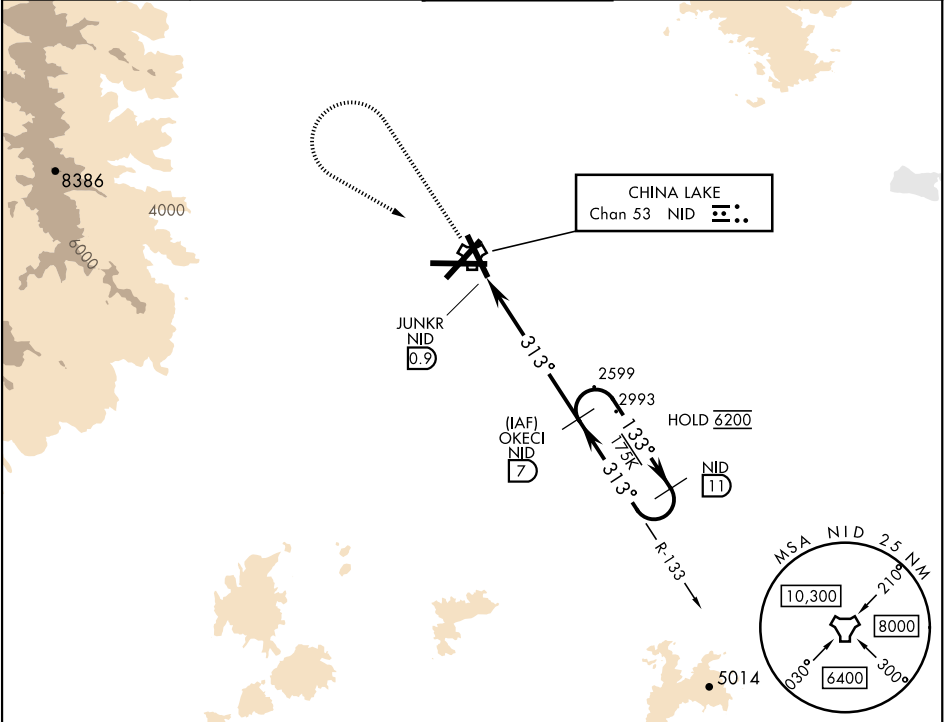 8386
4000
6000
CHINA LAKE
Chan 53 NID
JUNKR
NID
0.9
313°
2599
2993
HOLD 6200
(IAF)
OKECI
NID
7
133°
175K
313°
NID
11
R-133
MSA NID 25 NM
210°
10,300
8000
030°
6400
300°
5014